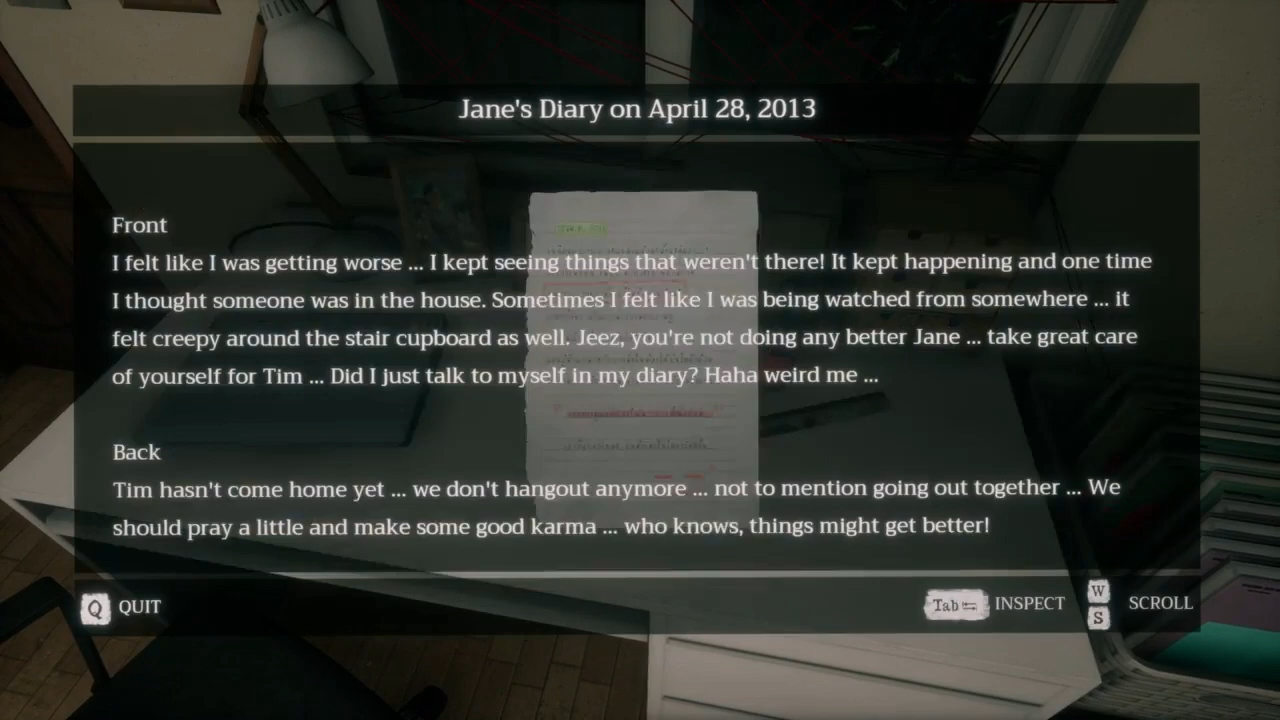 Jane's Diary on April 28, 2013
Front
I felt like I was getting worse ... I kept seeing things that weren't there! It kept happening and one time
I thought someone was in the house. Sometimes I felt like I was being watched from somewhere ... it
felt creepy around the stair cupboard as well. Jeez, you're not doing any better Jane ... take great care
of yourself for Tim ... Did I just talk to myself in my diary? Haha weird me ...
Back
Tim hasn't come home yet ... we don't hangout anymore ... not to mention going out together ... We
should pray a little and make some good karma ... who knows, things might get better!
Q QUIT
Tab INSPECT
W
S
SCROLL